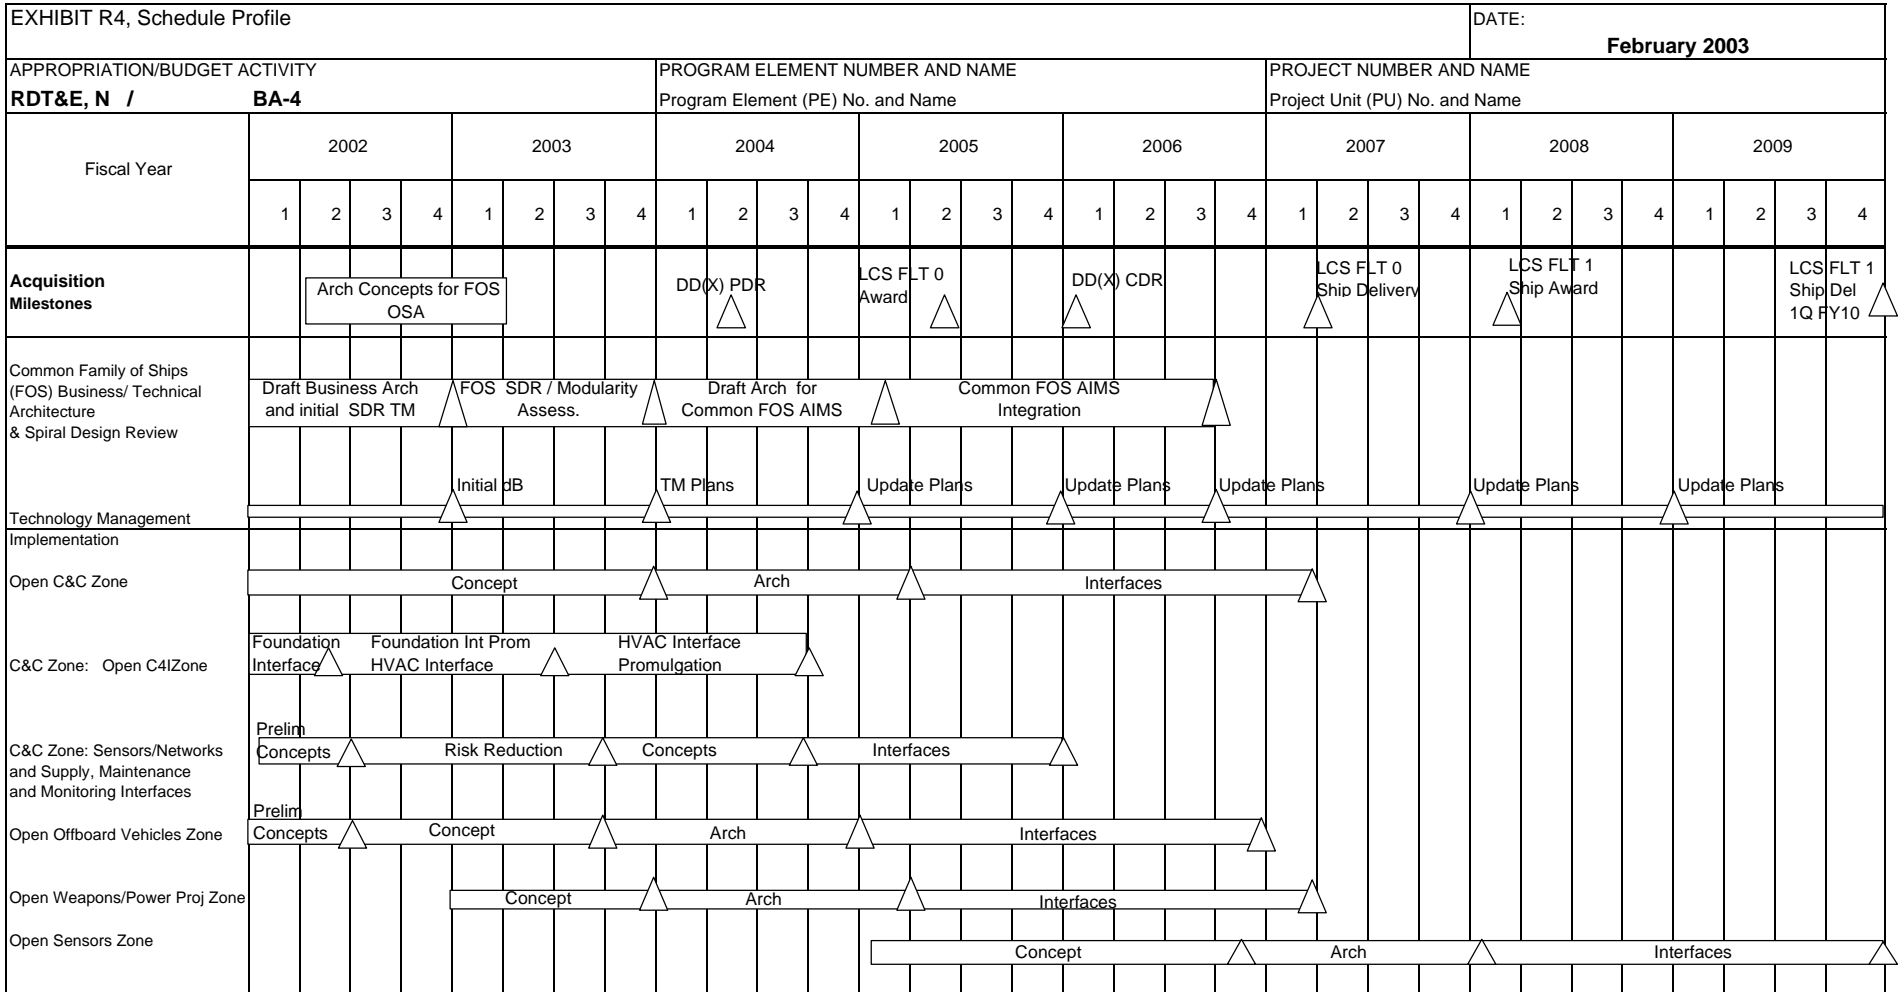 EXHIBIT R4, Schedule Profile
DATE:
February 2003
APPROPRIATION/BUDGET ACTIVITY
PROGRAM ELEMENT NUMBER AND NAME
PROJECT NUMBER AND NAME
RDT&E, N / BA-4
Program Element (PE) No. and Name
Project Unit (PU) No. and Name
Fiscal Year
2002 2003 2004 2005 2006 2007 2008 2009
1 2 3 4 1 2 3 4 1 2 3 4 1 2 3 4 1 2 3 4 1 2 3 4 1 2 3 4 1 2 3 4
Acquisition
Milestones
Arch Concepts for FOS
OSA
DD(X) PDR
LCS FLT 0
Award
DD(X) CDR
LCS FLT 0
Ship Delivery
LCS FLT 1
Ship Award
LCS FLT 1
Ship Del
1Q FY10
Common Family of Ships
(FOS) Business/ Technical
Architecture
& Spiral Design Review
Draft Business Arch
and initial SDR TM
FOS SDR / Modularity
Assess.
Draft Arch for
Common FOS AIMS
Common FOS AIMS
Integration
Initial dB
TM Plans
Update Plans
Update Plans
Update Plans
Update Plans
Update Plans
Technology Management
Implementation
Open C&C Zone
Concept
Arch
Interfaces
C&C Zone: Open C4IZone
Foundation
Interface
Foundation Int Prom
HVAC Interface
HVAC Interface
Promulgation
C&C Zone: Sensors/Networks
and Supply, Maintenance
and Monitoring Interfaces
Prelim
Concepts
Risk Reduction
Concepts
Interfaces
Open Offboard Vehicles Zone
Prelim
Concepts
Concept
Arch
Interfaces
Open Weapons/Power Proj Zone
Concept
Arch
Interfaces
Open Sensors Zone
Concept
Arch
Interfaces